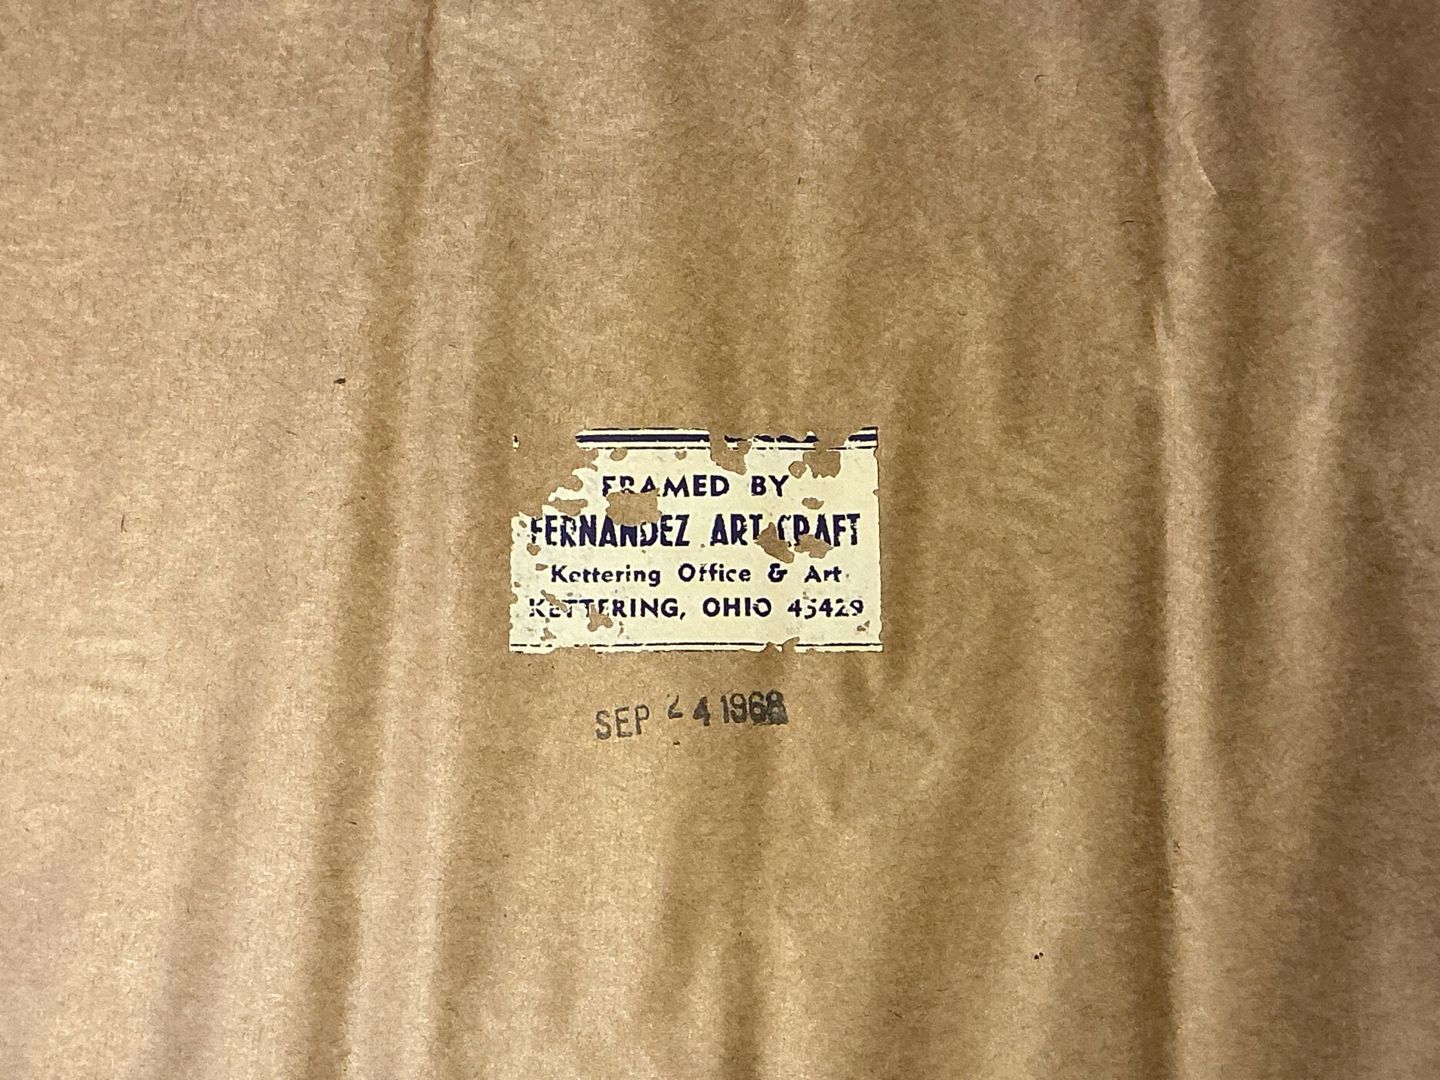 FRAMED BY
FERNANDEZ ART CRAFT
Kettering Office & Art
KETTERING, OHIO 45429
SEP 24 1968